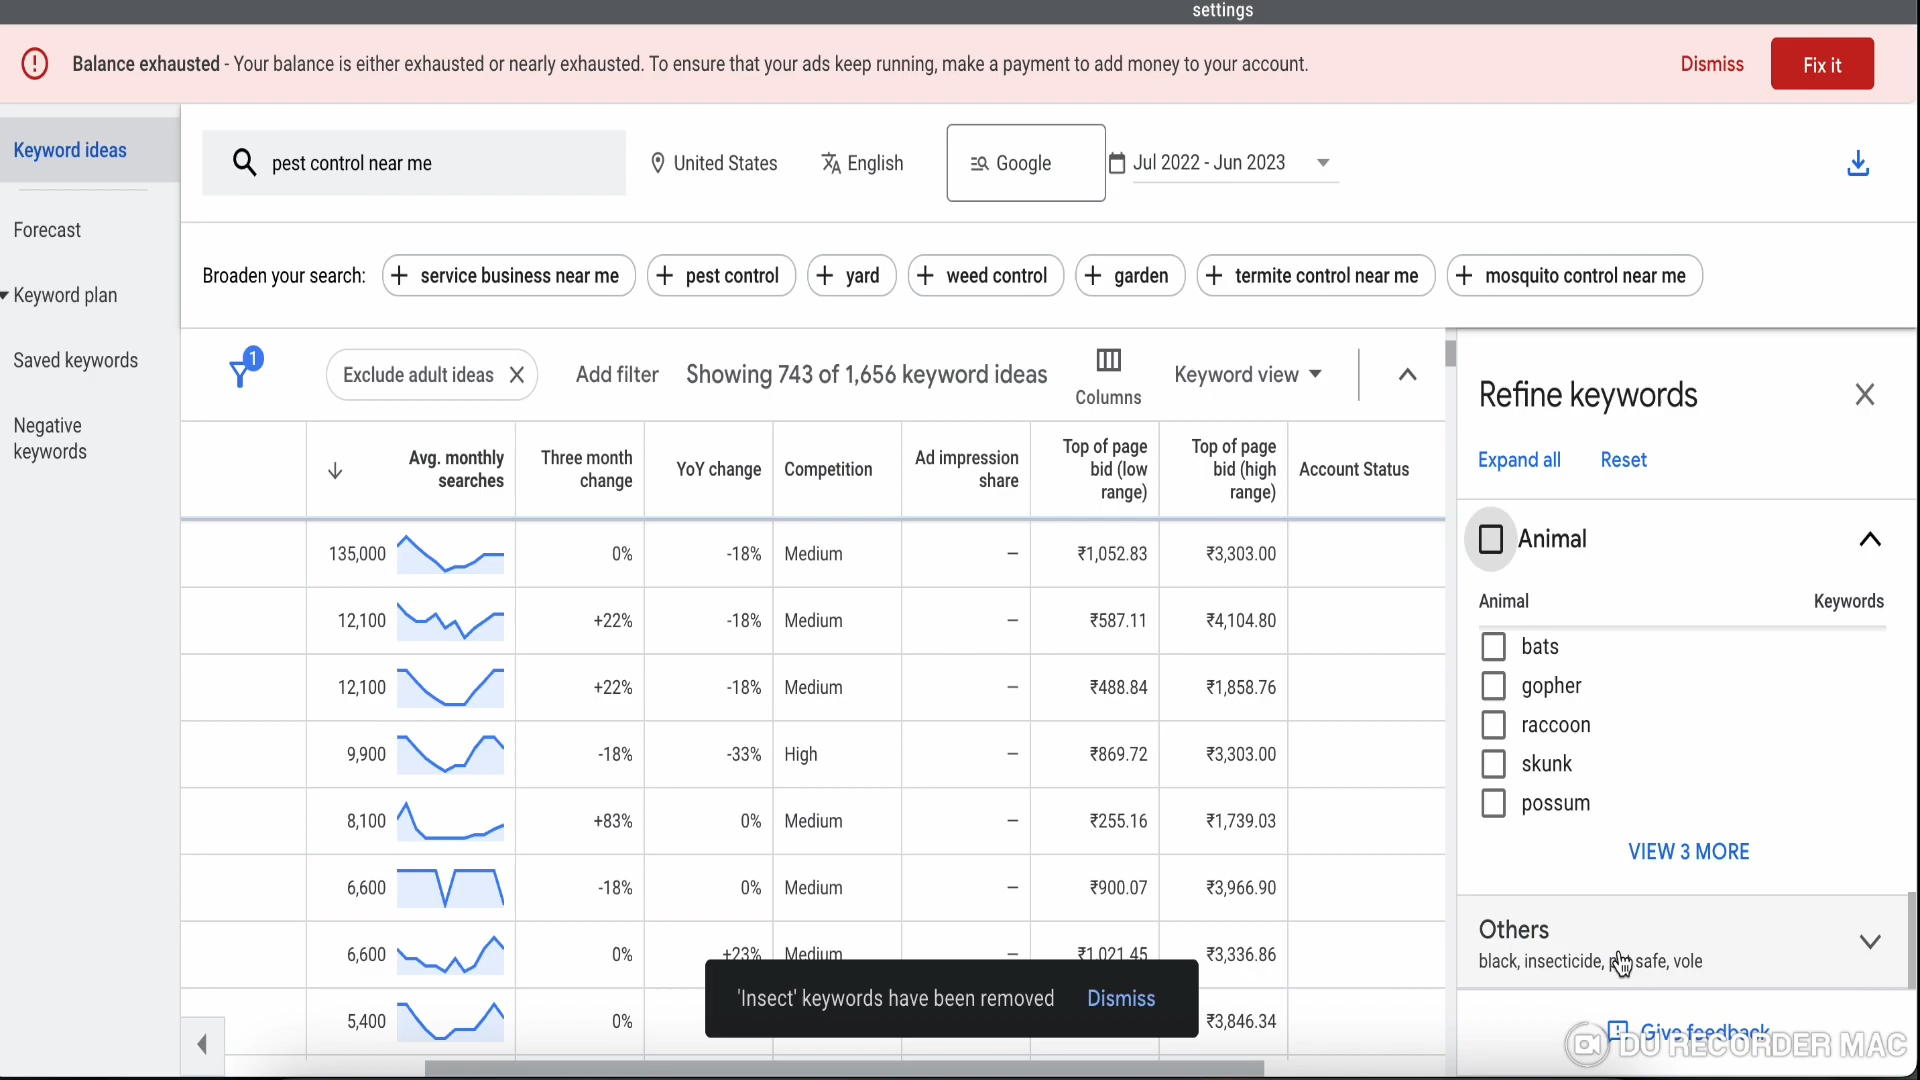 settings
Balance exhausted - Your balance is either exhausted or nearly exhausted. To ensure that your ads keep running, make a payment to add money to your account.
Dismiss
Fix it
Keyword ideas
Forecast
Keyword plan
Saved keywords
Negative
keywords
pest control near me
United States
English
Google
Jul 2022 - Jun 2023
Broaden your search:
service business near me
pest control
yard
weed control
garden
termite control near me
mosquito control near me
1
Exclude adult ideas
Add filter
Showing 743 of 1,656 keyword ideas
Columns
Keyword view
Avg. monthly searches
Three month change
YoY change
Competition
Ad impression share
Top of page bid (low range)
Top of page bid (high range)
Account Status
135,000 0% -18% Medium – ₹1,052.83 ₹3,303.00
12,100 +22% -18% Medium – ₹587.11 ₹4,104.80
12,100 +22% -18% Medium – ₹488.84 ₹1,858.76
9,900 -18% -33% High – ₹869.72 ₹3,303.00
8,100 +83% 0% Medium – ₹255.16 ₹1,739.03
6,600 -18% 0% Medium – ₹900.07 ₹3,966.90
6,600 0% +23% Medium – ₹1,021.45 ₹3,336.86
5,400 0% ₹3,846.34
'Insect' keywords have been removed
Dismiss
Refine keywords
Expand all
Reset
Animal
Animal Keywords
bats
gopher
raccoon
skunk
possum
VIEW 3 MORE
Others
black, insecticide, safe, vole
Give feedback
DU RECORDER MAC